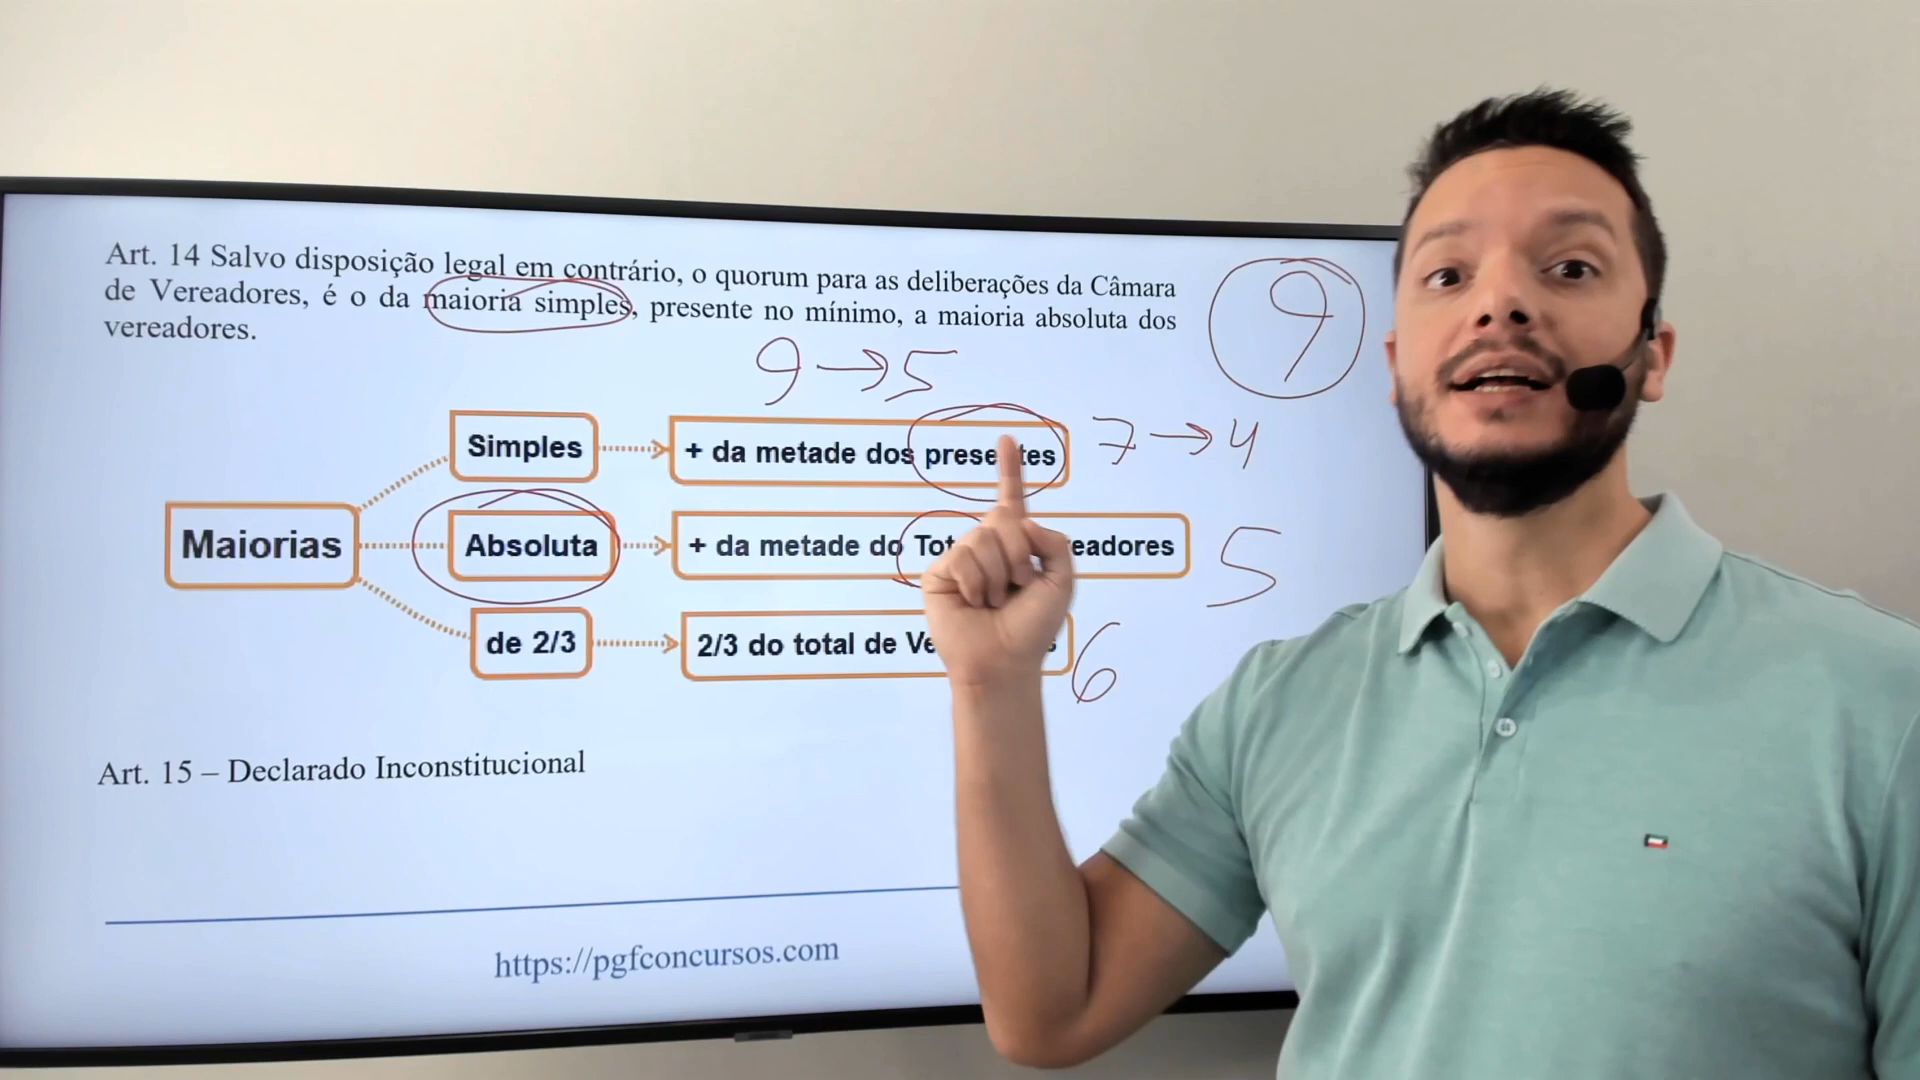 Art. 14 Salvo disposição legal em contrário, o quorum para as deliberações da Câmara
de Vereadores, é o da maioria simples, presente no mínimo, a maioria absoluta dos
vereadores.
9
9 → 5
Simples
+ da metade dos presentes
7 → 4
Maiorias
Absoluta
+ da metade do Tot eadores
5
de 2/3
2/3 do total de Ve s
6
Art. 15 – Declarado Inconstitucional
https://pgfconcursos.com